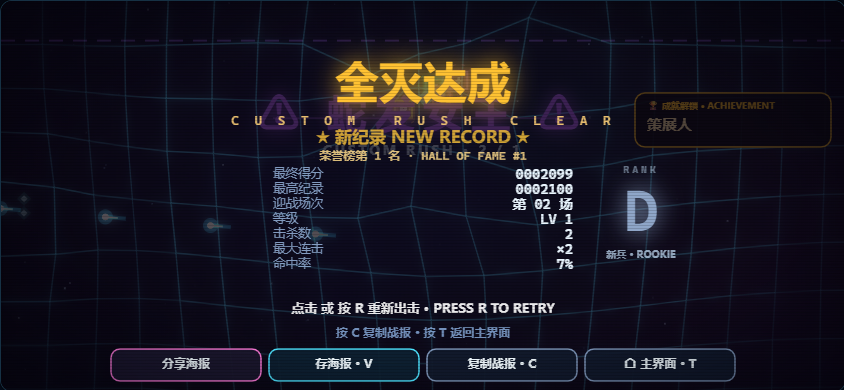 全灭达成
CUSTOM RUSH CLEAR
★ 新纪录 NEW RECORD ★
荣誉榜第 1 名 · HALL OF FAME #1
成就解锁 • ACHIEVEMENT
策展人
最终得分 0002099
最高纪录 0002100
迎战场次 第 02 场
等级 LV 1
击杀数 2
最大连击 ×2
命中率 7%
RANK
D
新兵 • ROOKIE
点击 或 按 R 重新出击 • PRESS R TO RETRY
按 C 复制战报 • 按 T 返回主界面
分享海报
存海报 • V
复制战报 • C
主界面 • T